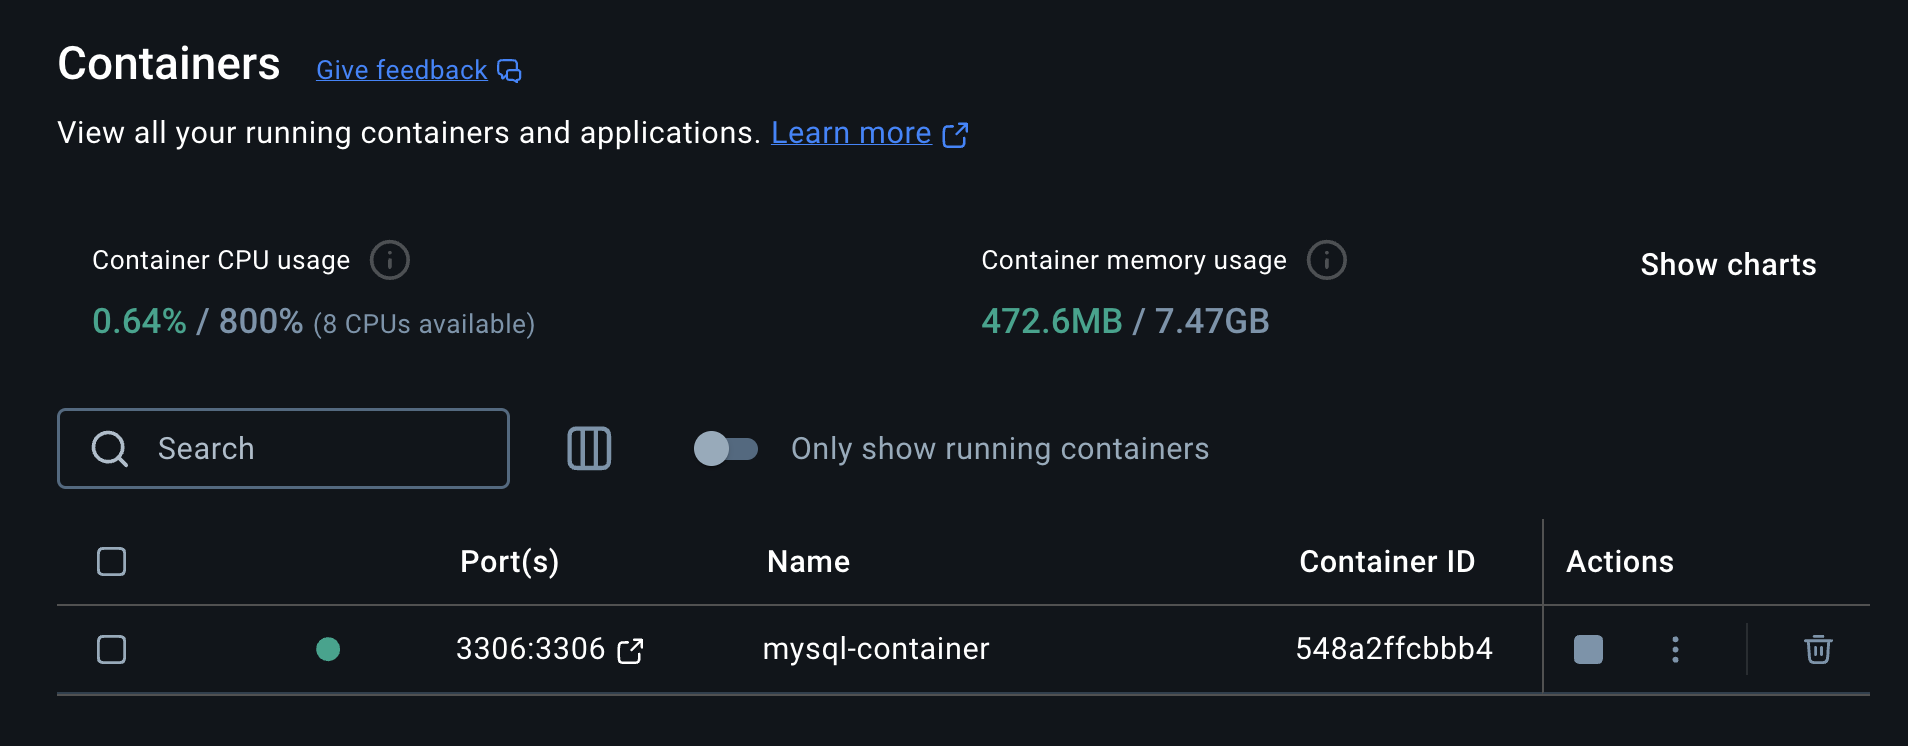 Containers Give feedback
View all your running containers and applications. Learn more
Container CPU usage Container memory usage Show charts
0.64% / 800% (8 CPUs available) 472.6MB / 7.47GB
Search Only show running containers
Port(s) Name Container ID Actions
3306:3306 mysql-container 548a2ffcbbb4